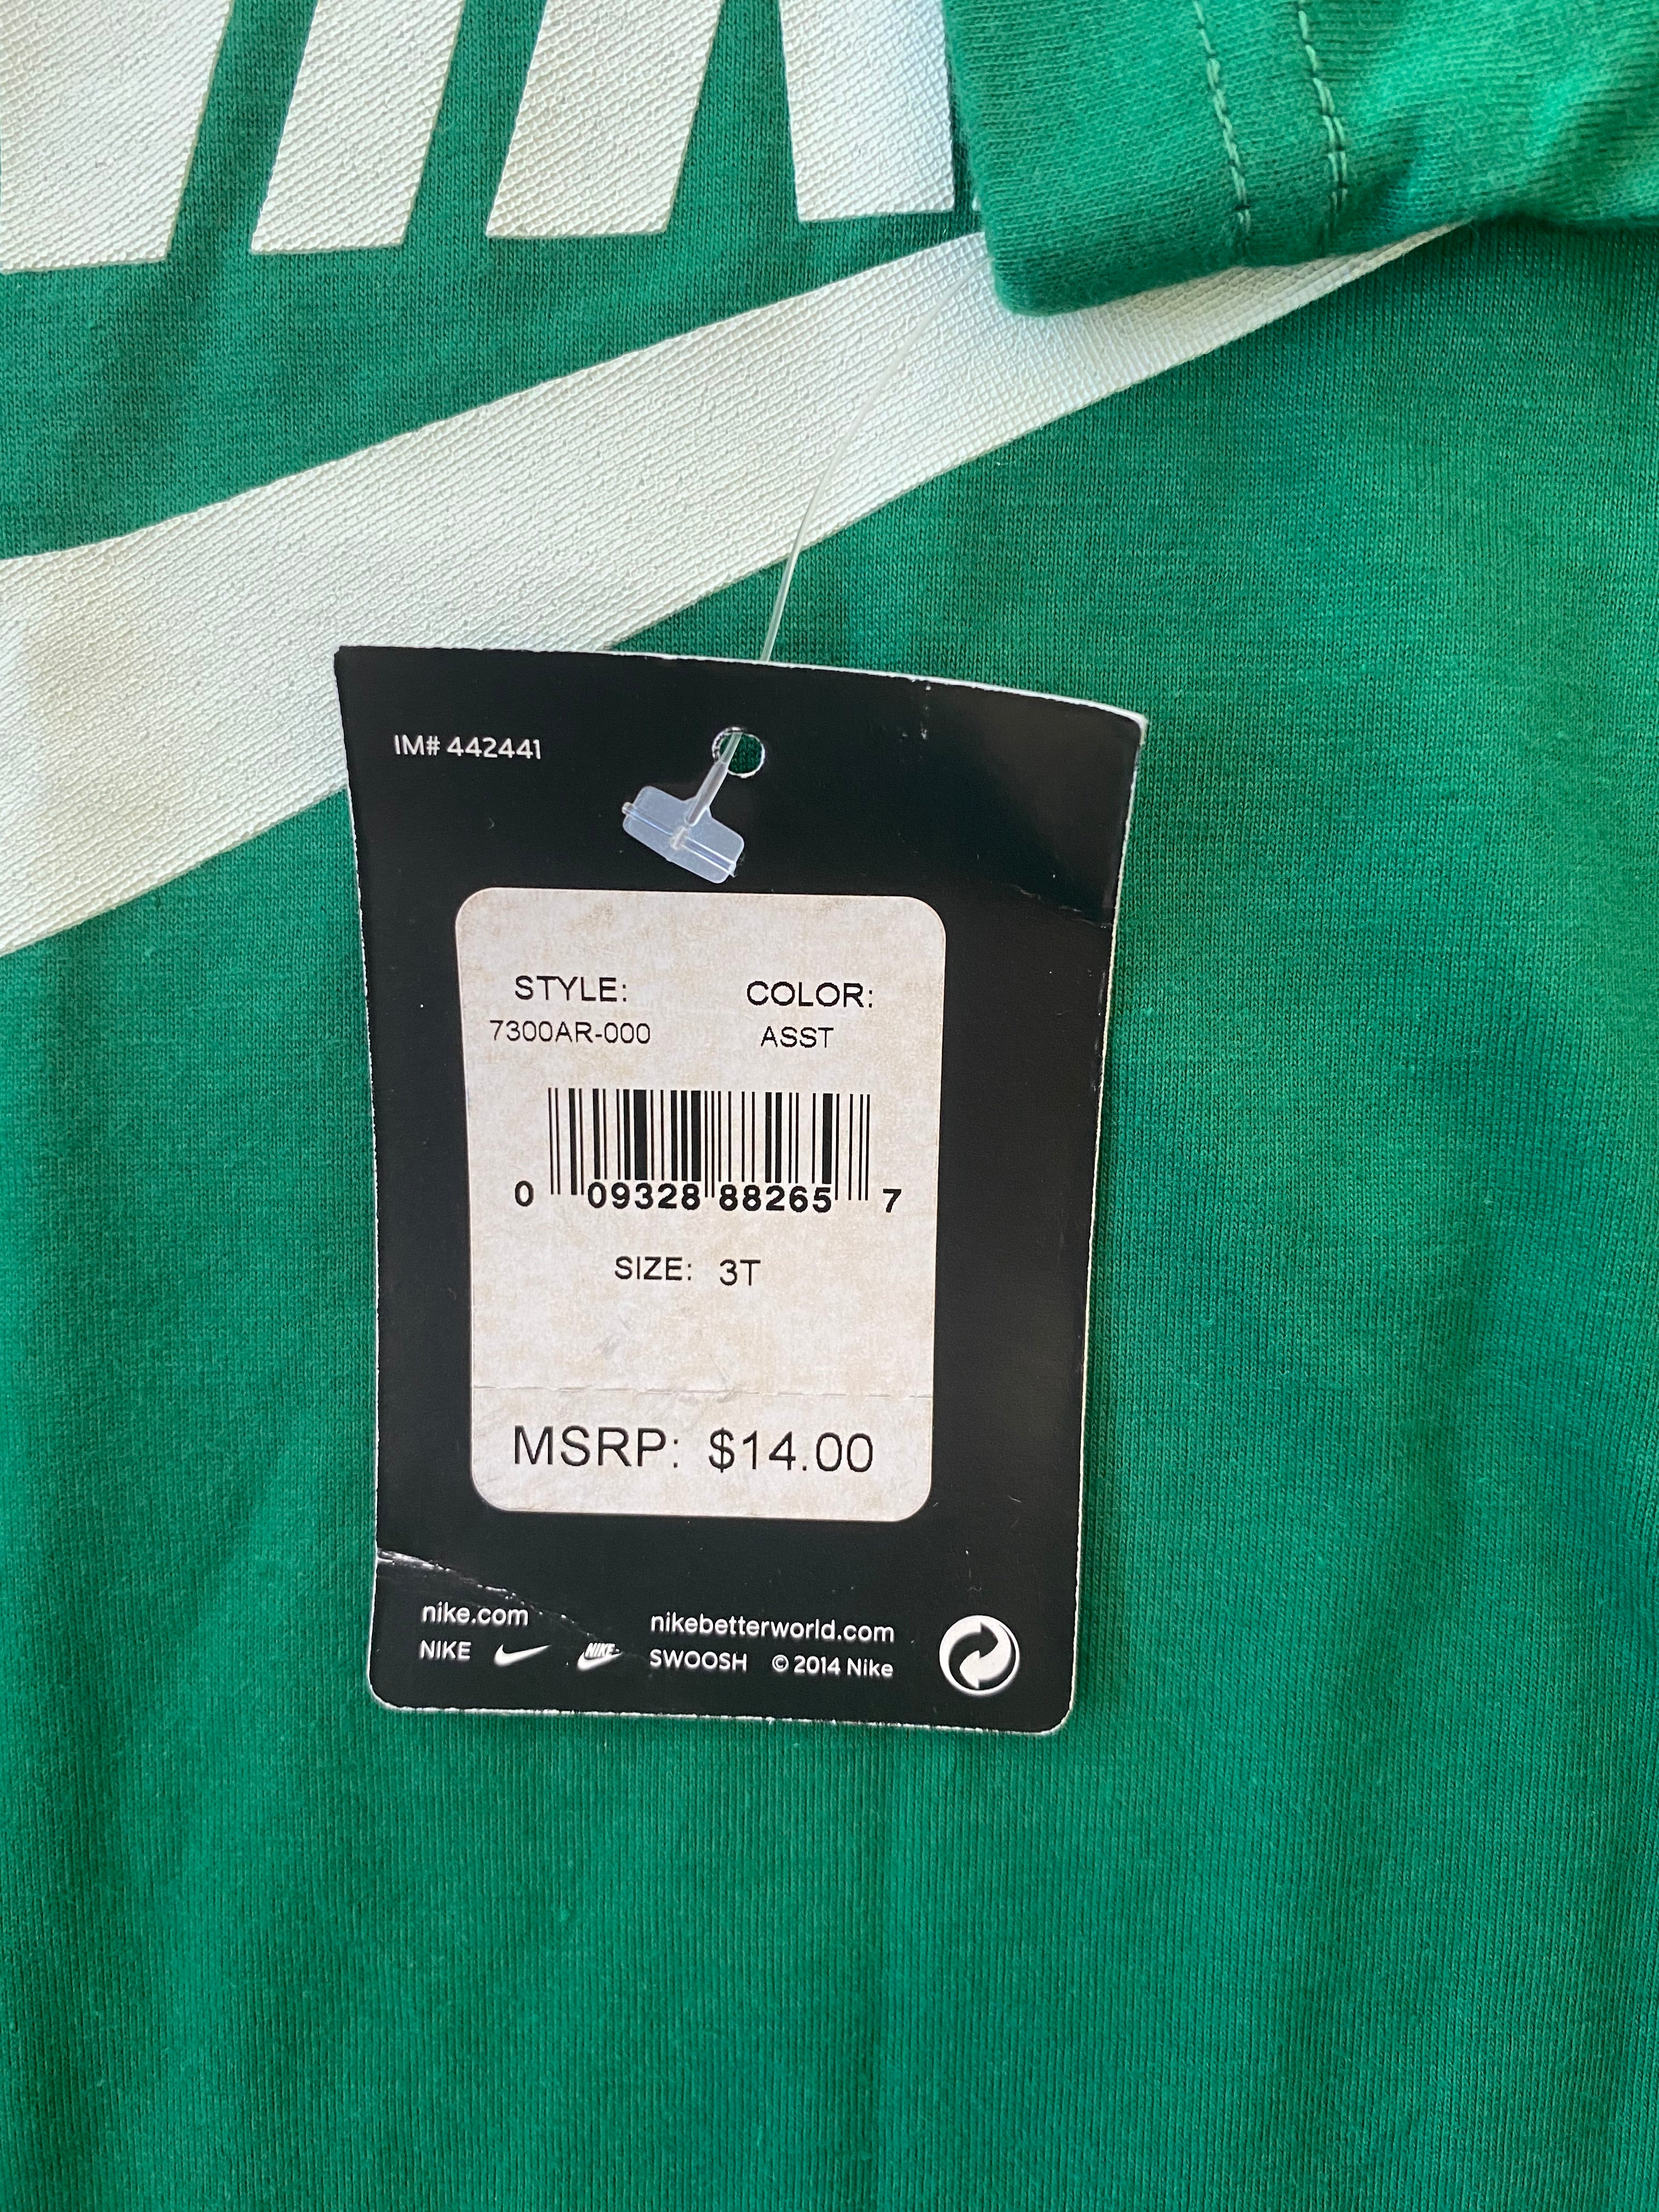 IM# 442441
STYLE: COLOR:
7300AR-000 ASST
0 09328 88265 7
SIZE: 3T
MSRP: $14.00
nike.com nikebetterworld.com
NIKE NIKE SWOOSH © 2014 Nike